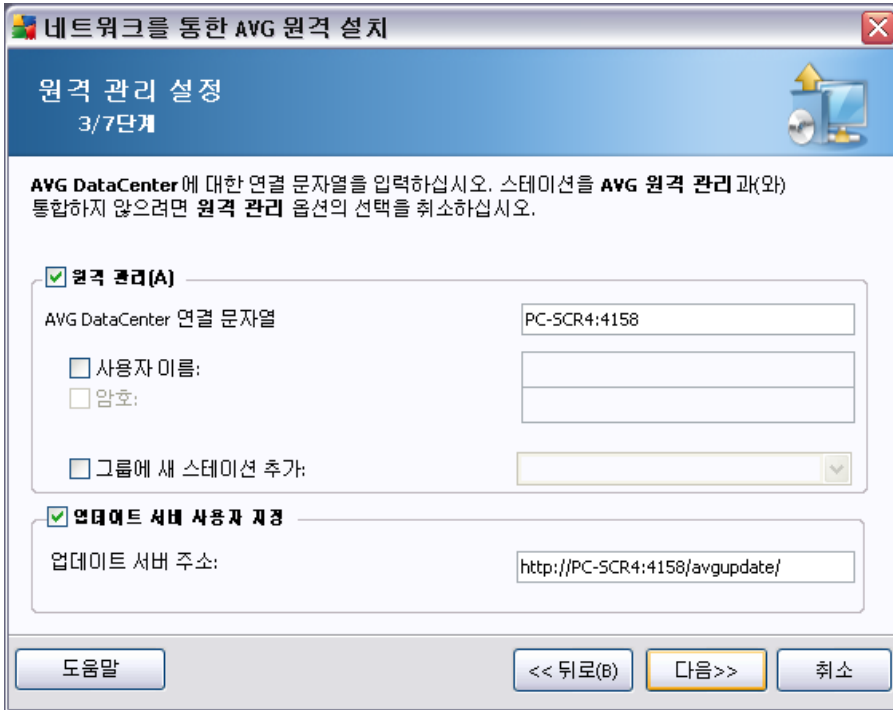 네트워크를 통한 AVG 원격 설치
원격 관리 설정
3/7단계
AVG DataCenter에 대한 연결 문자열을 입력하십시오. 스테이션을 AVG 원격 관리과(와)
통합하지 않으려면 원격 관리 옵션의 선택을 취소하십시오.
원격 관리(A)
AVG DataCenter 연결 문자열
PC-SCR4:4158
사용자 이름:
암호:
그룹에 새 스테이션 추가:
업데이트 서버 사용자 지정
업데이트 서버 주소:
http://PC-SCR4:4158/avgupdate/
도움말
<< 뒤로(B)
다음>>
취소